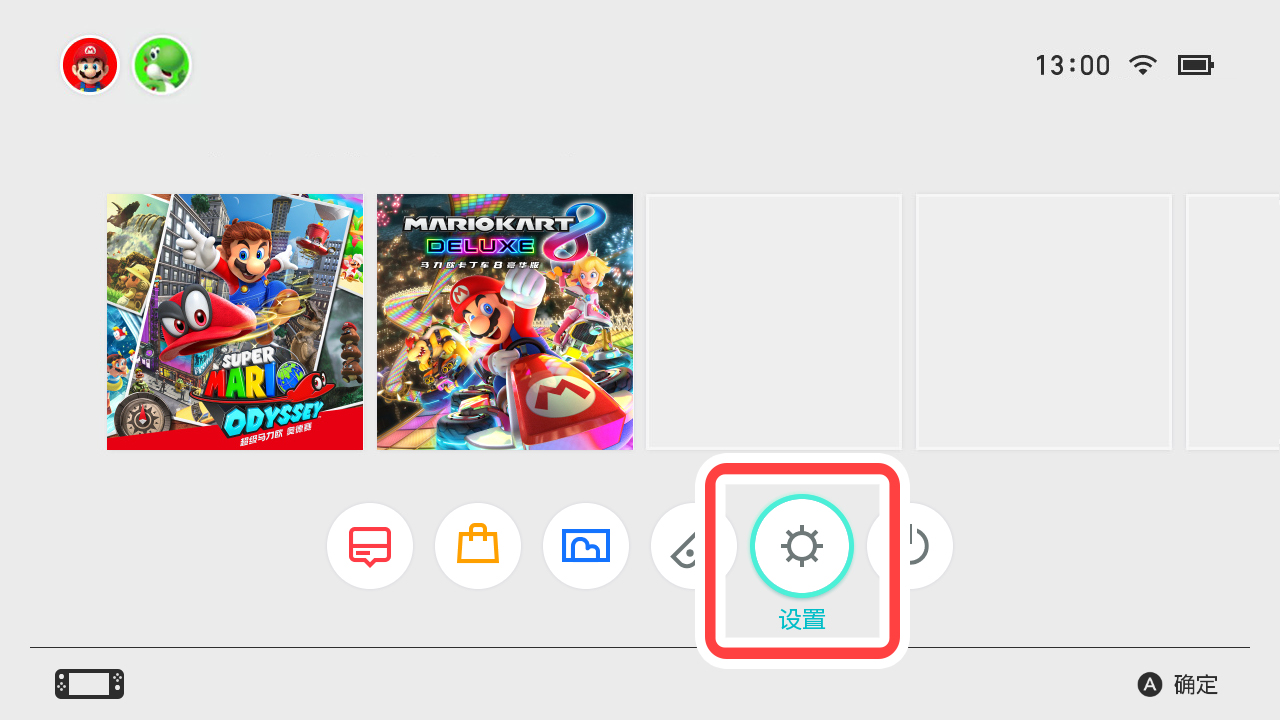 13:00
SUPER
MARIO
ODYSSEY
超级马力欧 奥德赛
MARIOKART 8
DELUXE
马力欧卡丁车8豪华版
设置
A 确定